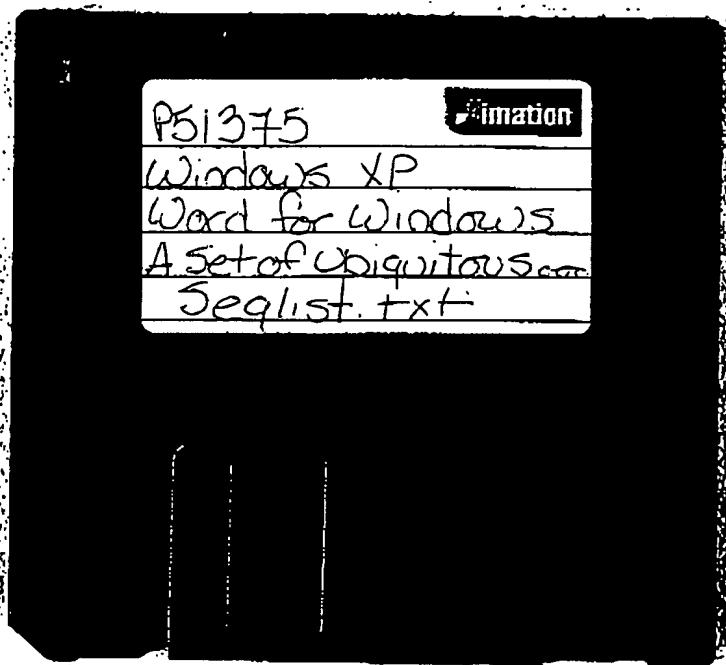 imation
P51375
Windows XP
Word for Windows
A Set of Ubiquitous...
Seqlist.txt